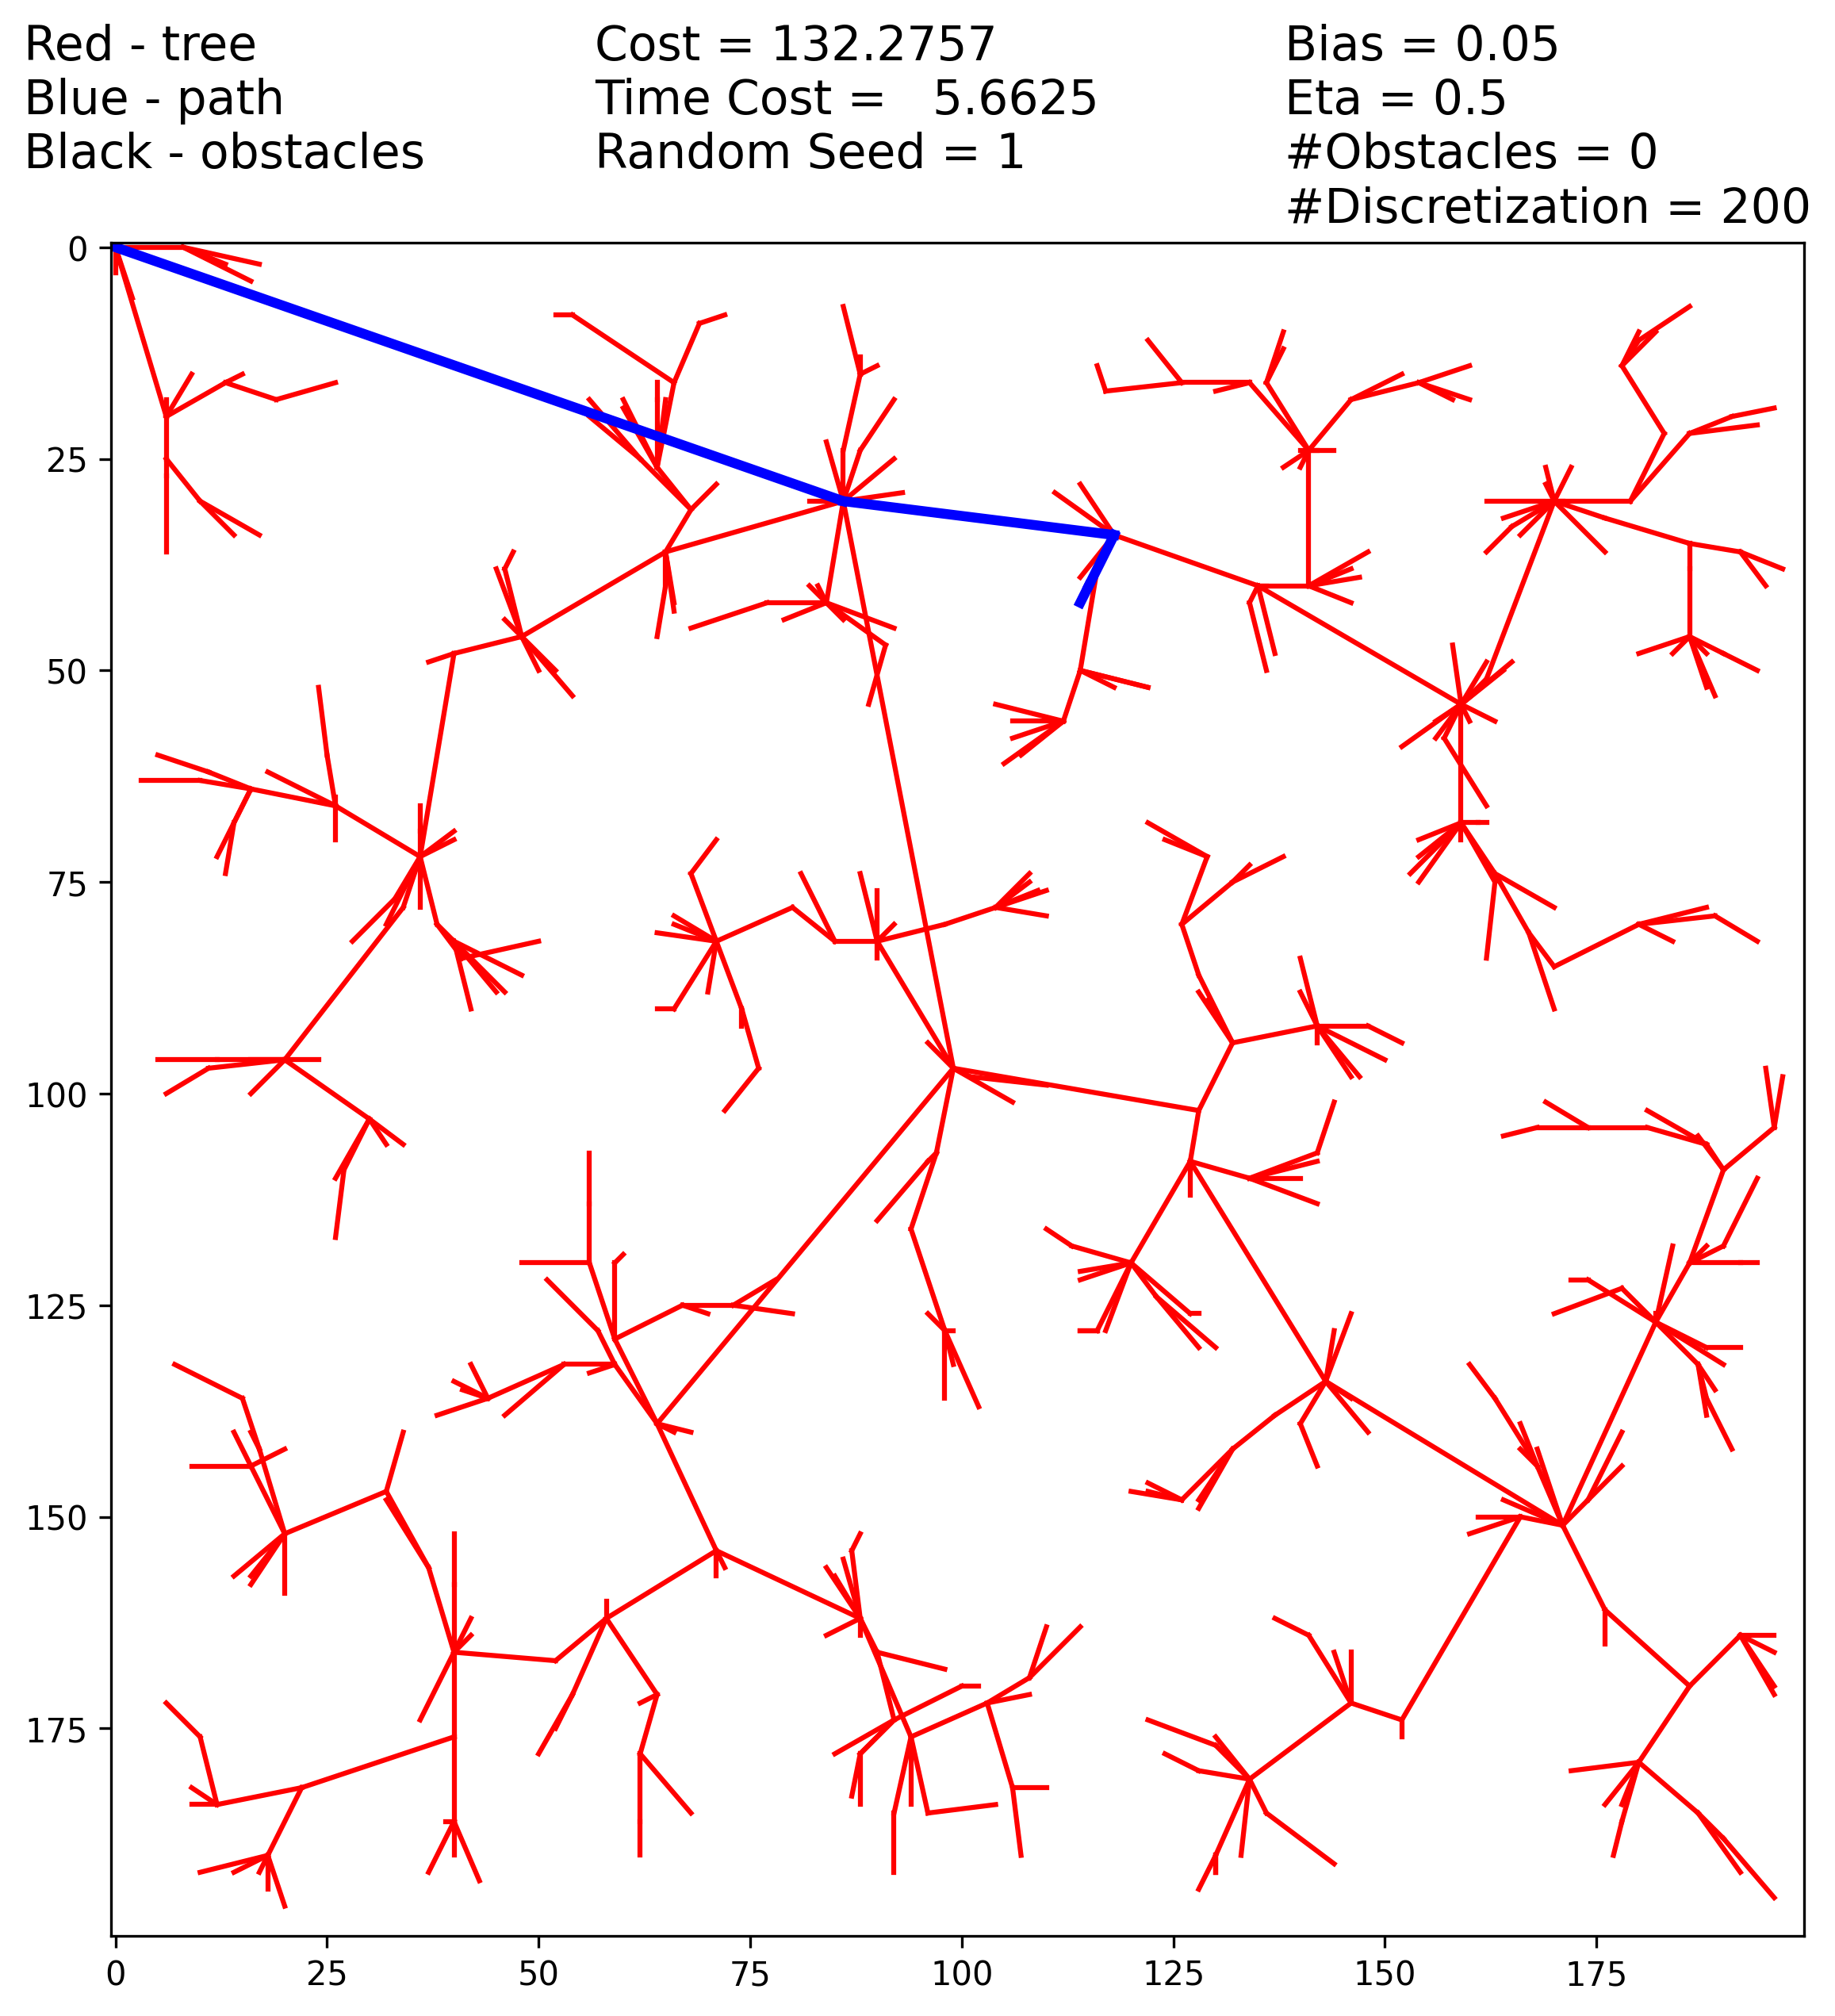 Red - tree
Blue - path
Black - obstacles
Cost = 132.2757
Time Cost =   5.6625
Random Seed = 1
Bias = 0.05
Eta = 0.5
#Obstacles = 0
#Discretization = 200
0
25
50
75
100
125
150
175
0
25
50
75
100
125
150
175